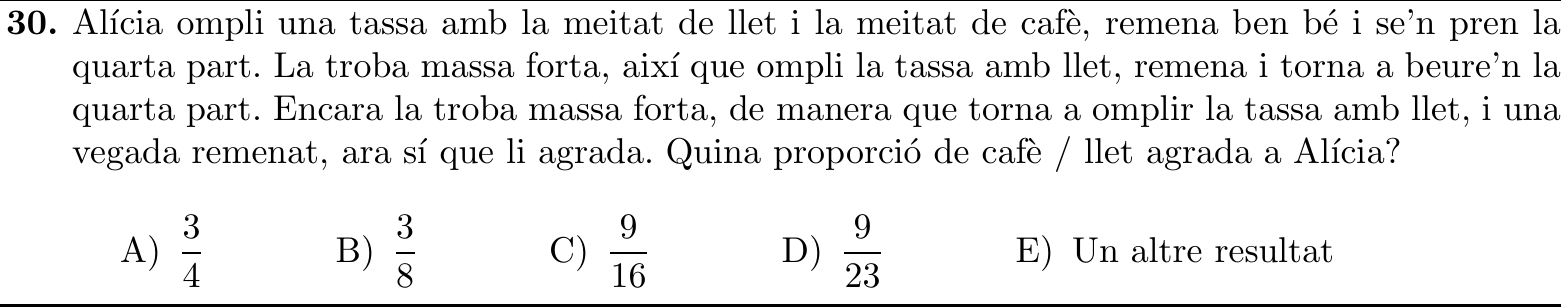 30. Alícia ompli una tassa amb la meitat de llet i la meitat de cafè, remena ben bé i se'n pren la
quarta part. La troba massa forta, així que ompli la tassa amb llet, remena i torna a beure'n la
quarta part. Encara la troba massa forta, de manera que torna a omplir la tassa amb llet, i una
vegada remenat, ara sí que li agrada. Quina proporció de cafè / llet agrada a Alícia?
A) 3/4 B) 3/8 C) 9/16 D) 9/23 E) Un altre resultat